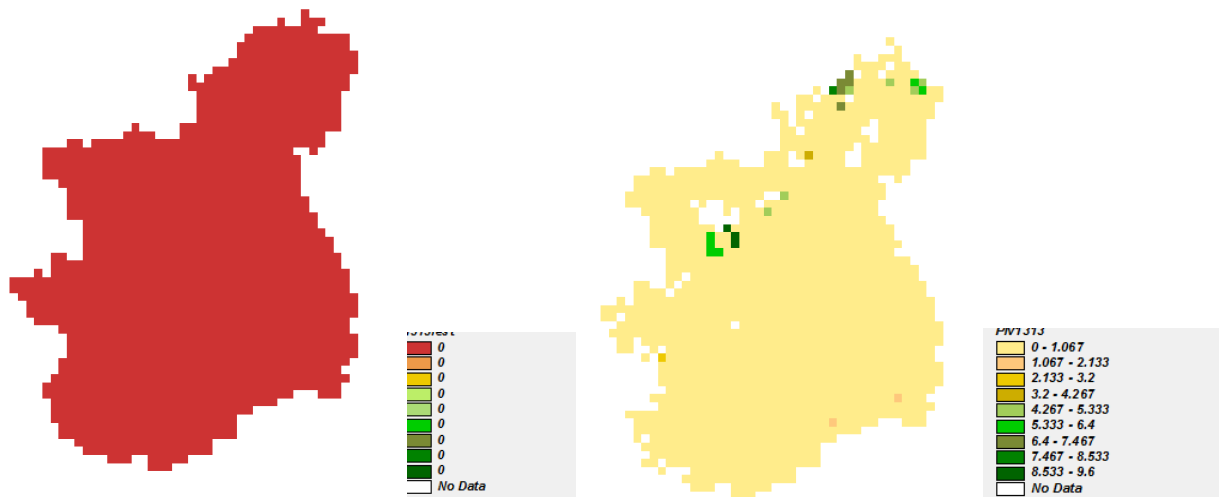 0
0
0
0
0
0
0
0
0
No Data
PIV1313
0 - 1.067
1.067 - 2.133
2.133 - 3.2
3.2 - 4.267
4.267 - 5.333
5.333 - 6.4
6.4 - 7.467
7.467 - 8.533
8.533 - 9.6
No Data